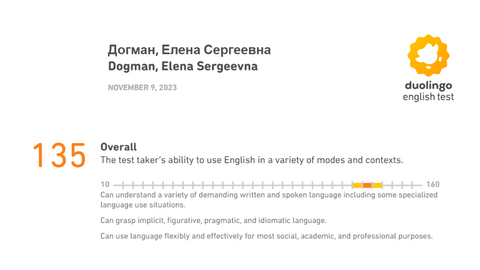 Догман, Елена Сергеевна
Dogman, Elena Sergeevna
NOVEMBER 9, 2023
duolingo
english test
135
Overall
The test taker's ability to use English in a variety of modes and contexts.
10 160
Can understand a variety of demanding written and spoken language including some specialized
language use situations.
Can grasp implicit, figurative, pragmatic, and idiomatic language.
Can use language flexibly and effectively for most social, academic, and professional purposes.